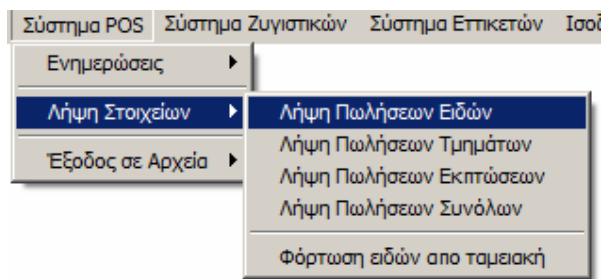 Σύστημα POS Σύστημα Ζυγιστικών Σύστημα Ετικετών Ισοζ
Ενημερώσεις
Λήψη Στοιχείων
Έξοδος σε Αρχεία
Λήψη Πωλήσεων Ειδών
Λήψη Πωλήσεων Τμημάτων
Λήψη Πωλήσεων Εκπτώσεων
Λήψη Πωλήσεων Συνόλων
Φόρτωση ειδών απο ταμειακή